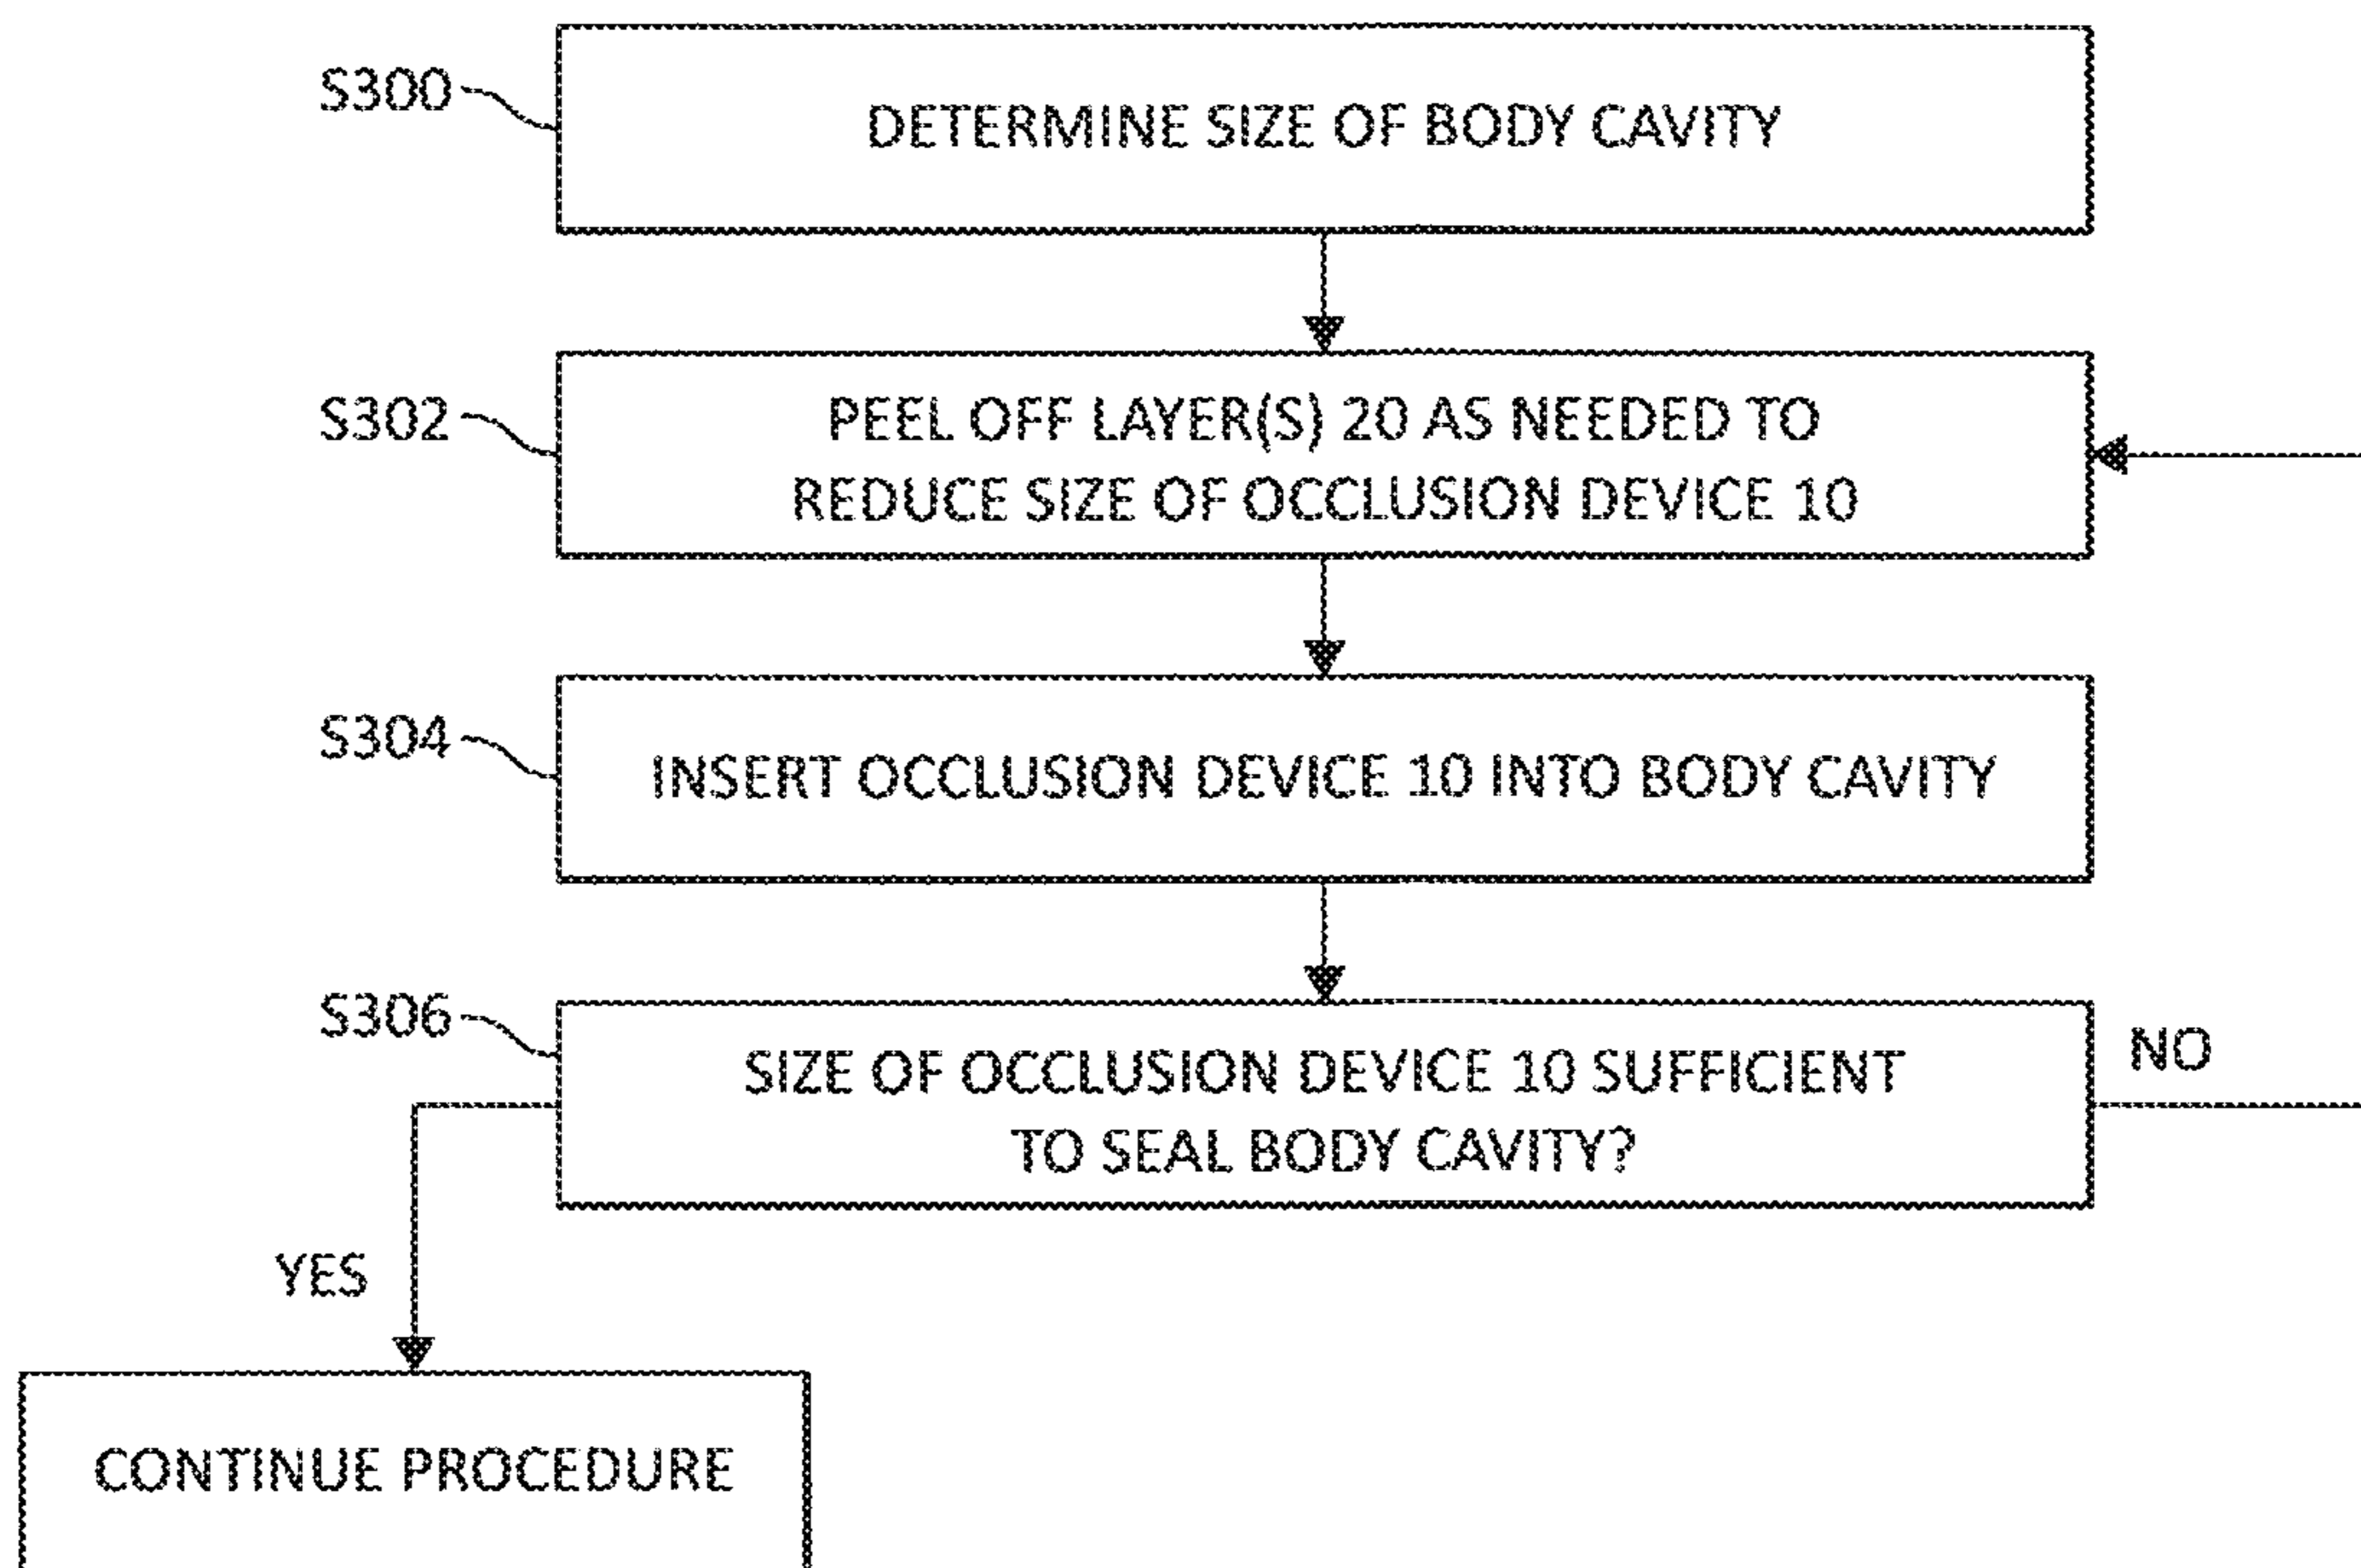 S300
DETERMINE SIZE OF BODY CAVITY
S302
PEEL OFF LAYER(S) 20 AS NEEDED TO
REDUCE SIZE OF OCCLUSION DEVICE 10
S304
INSERT OCCLUSION DEVICE 10 INTO BODY CAVITY
S306
SIZE OF OCCLUSION DEVICE 10 SUFFICIENT
TO SEAL BODY CAVITY?
NO
YES
CONTINUE PROCEDURE